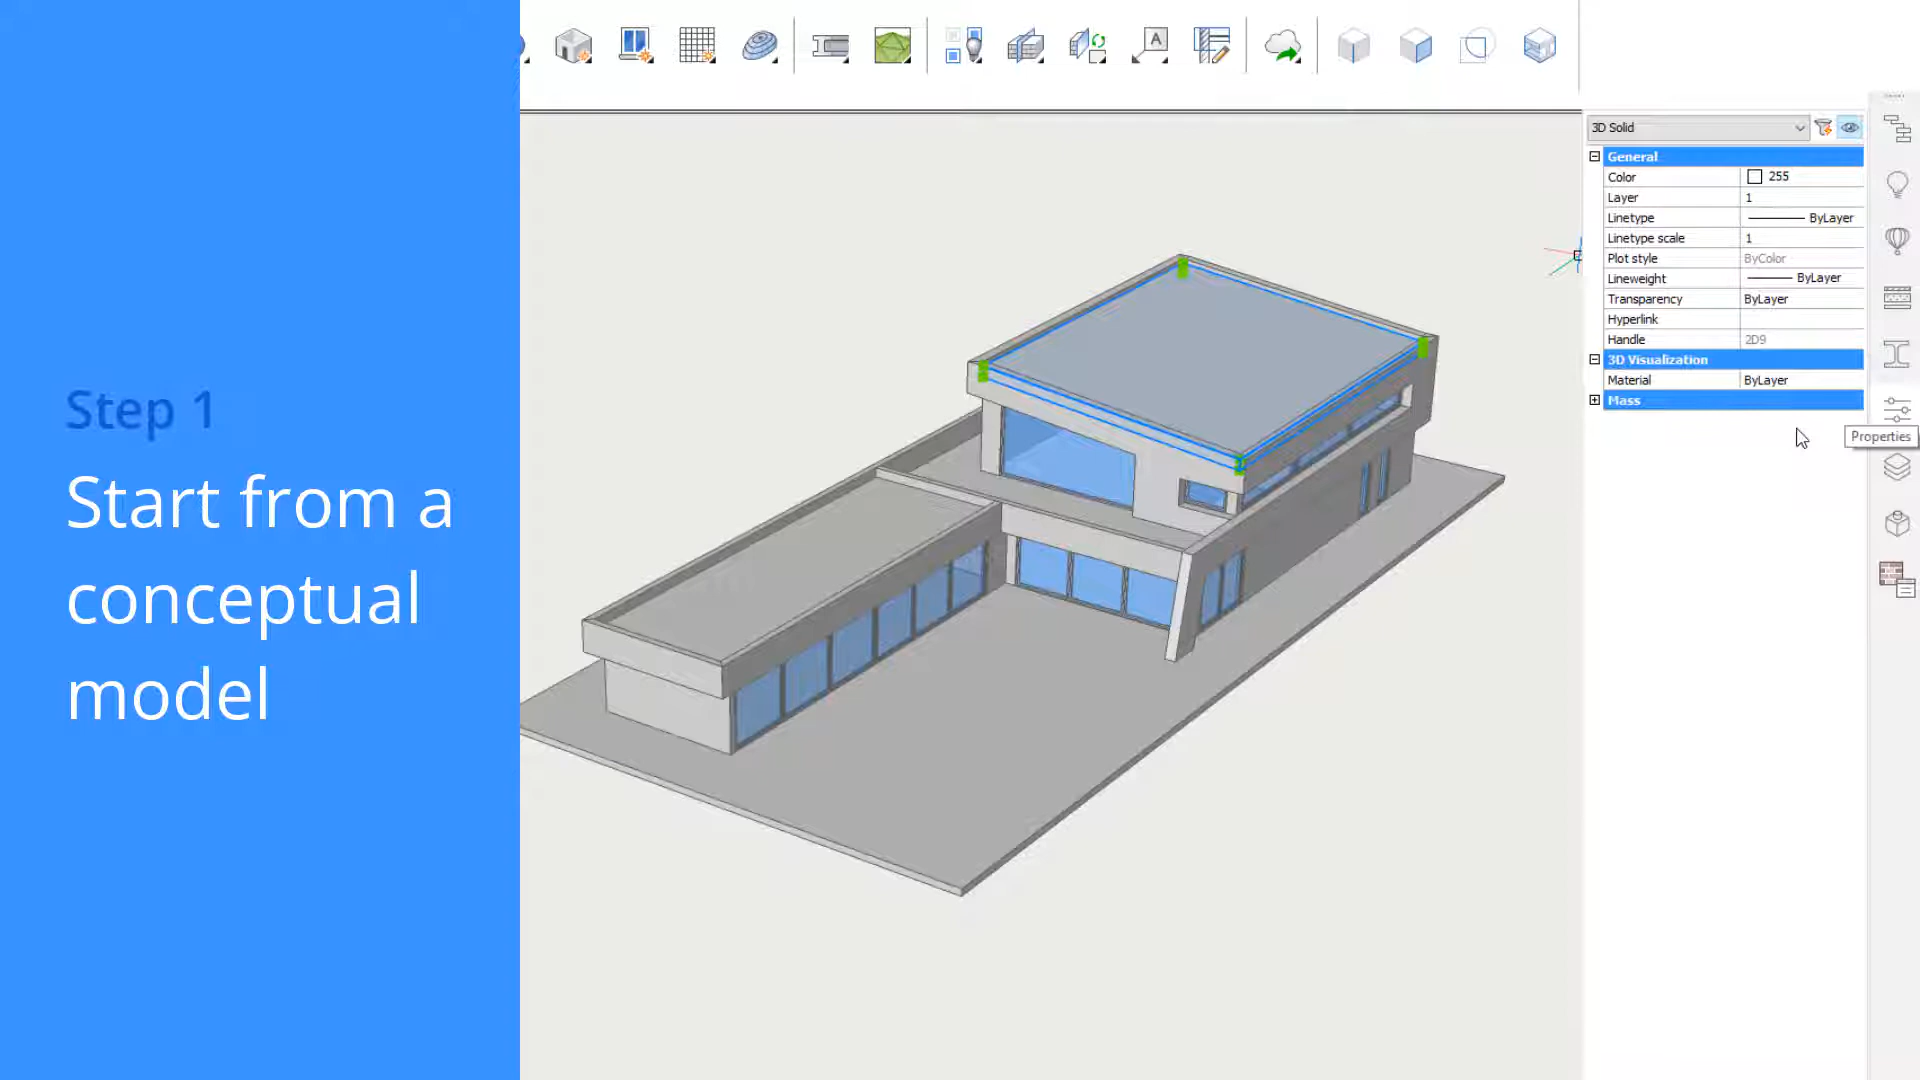 Step 1
Start from a
conceptual
model
A
3D Solid
General
Color 255
Layer 1
Linetype ByLayer
Linetype scale 1
Plot style ByColor
Lineweight ByLayer
Transparency ByLayer
Hyperlink
Handle 2D9
3D Visualization
Material ByLayer
Mass
Properties